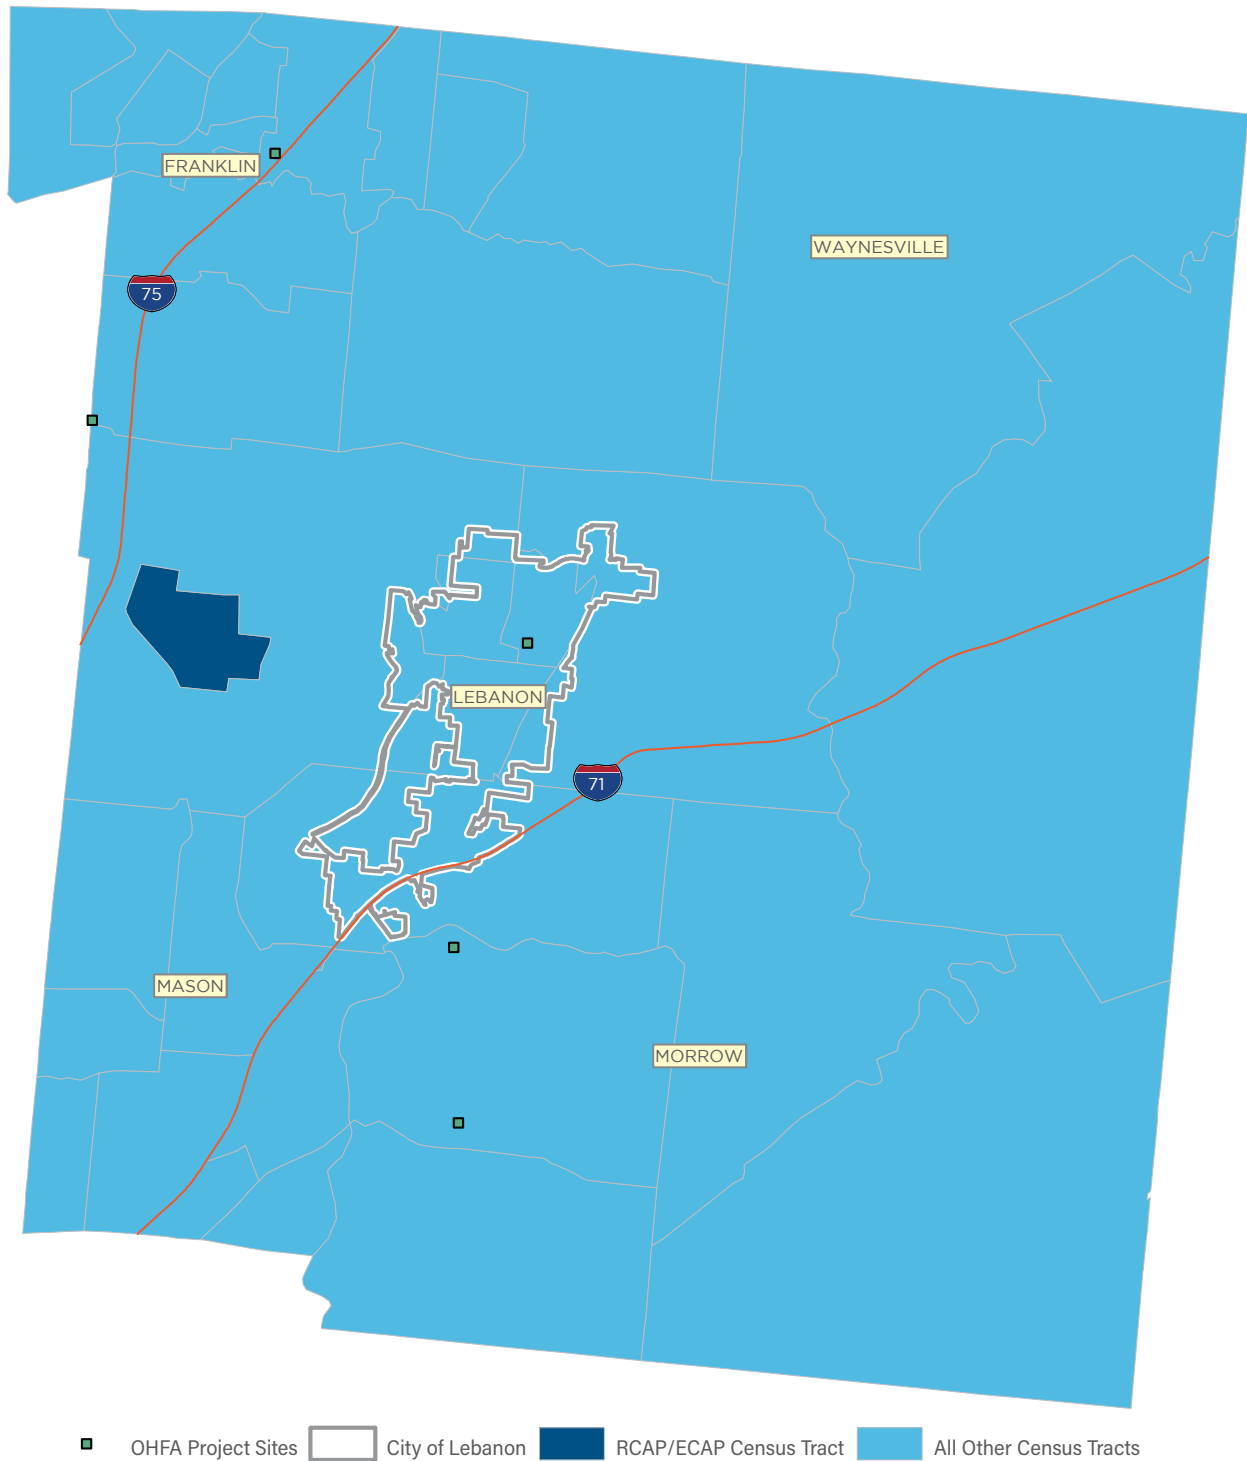 FRANKLIN
WAYNESVILLE
75
LEBANON
71
MASON
MORROW
OHFA Project Sites
City of Lebanon
RCAP/ECAP Census Tract
All Other Census Tracts